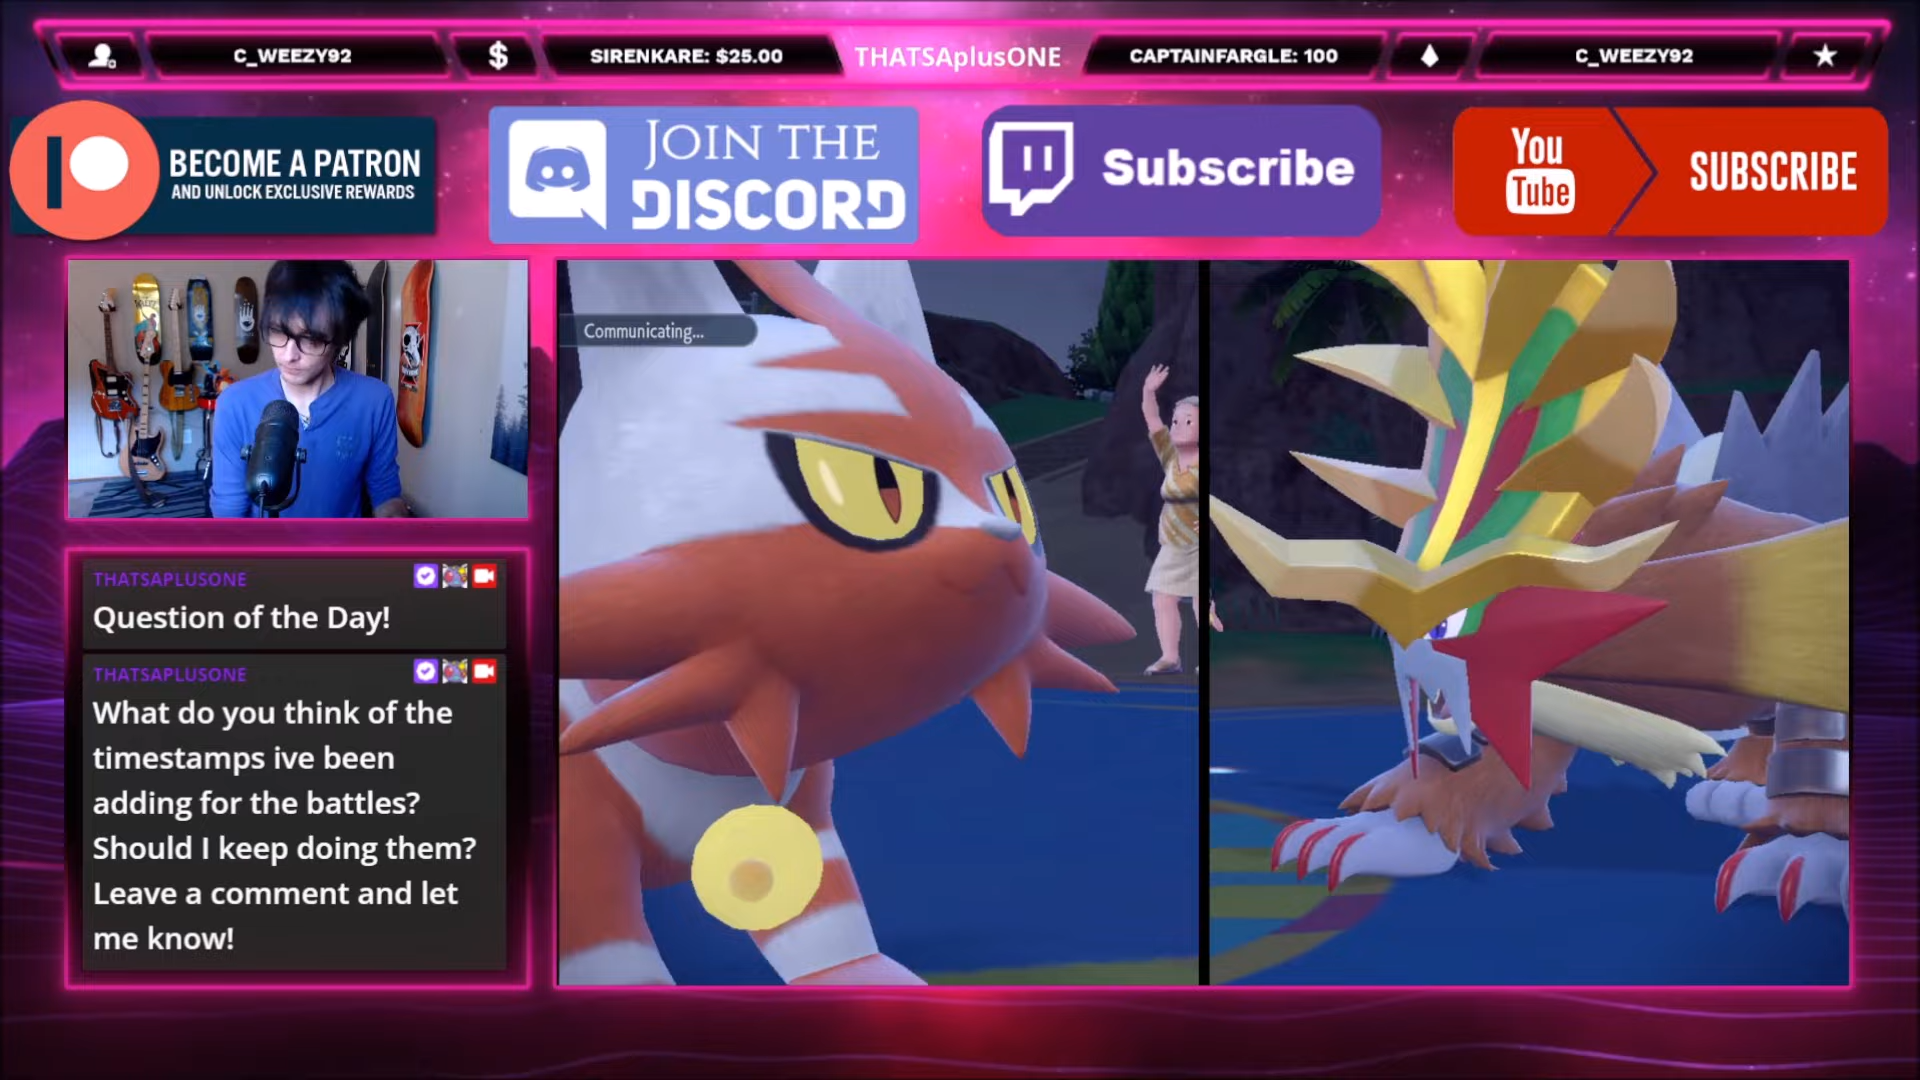 C_WEEZY92
$
SIRENKARE: $25.00
THATSAplusONE
CAPTAINFARGLE: 100
C_WEEZY92
BECOME A PATRON
AND UNLOCK EXCLUSIVE REWARDS
JOIN THE
DISCORD
Subscribe
You
Tube
SUBSCRIBE
Communicating...
THATSAPLUSONE
Question of the Day!
THATSAPLUSONE
What do you think of the
timestamps ive been
adding for the battles?
Should I keep doing them?
Leave a comment and let
me know!